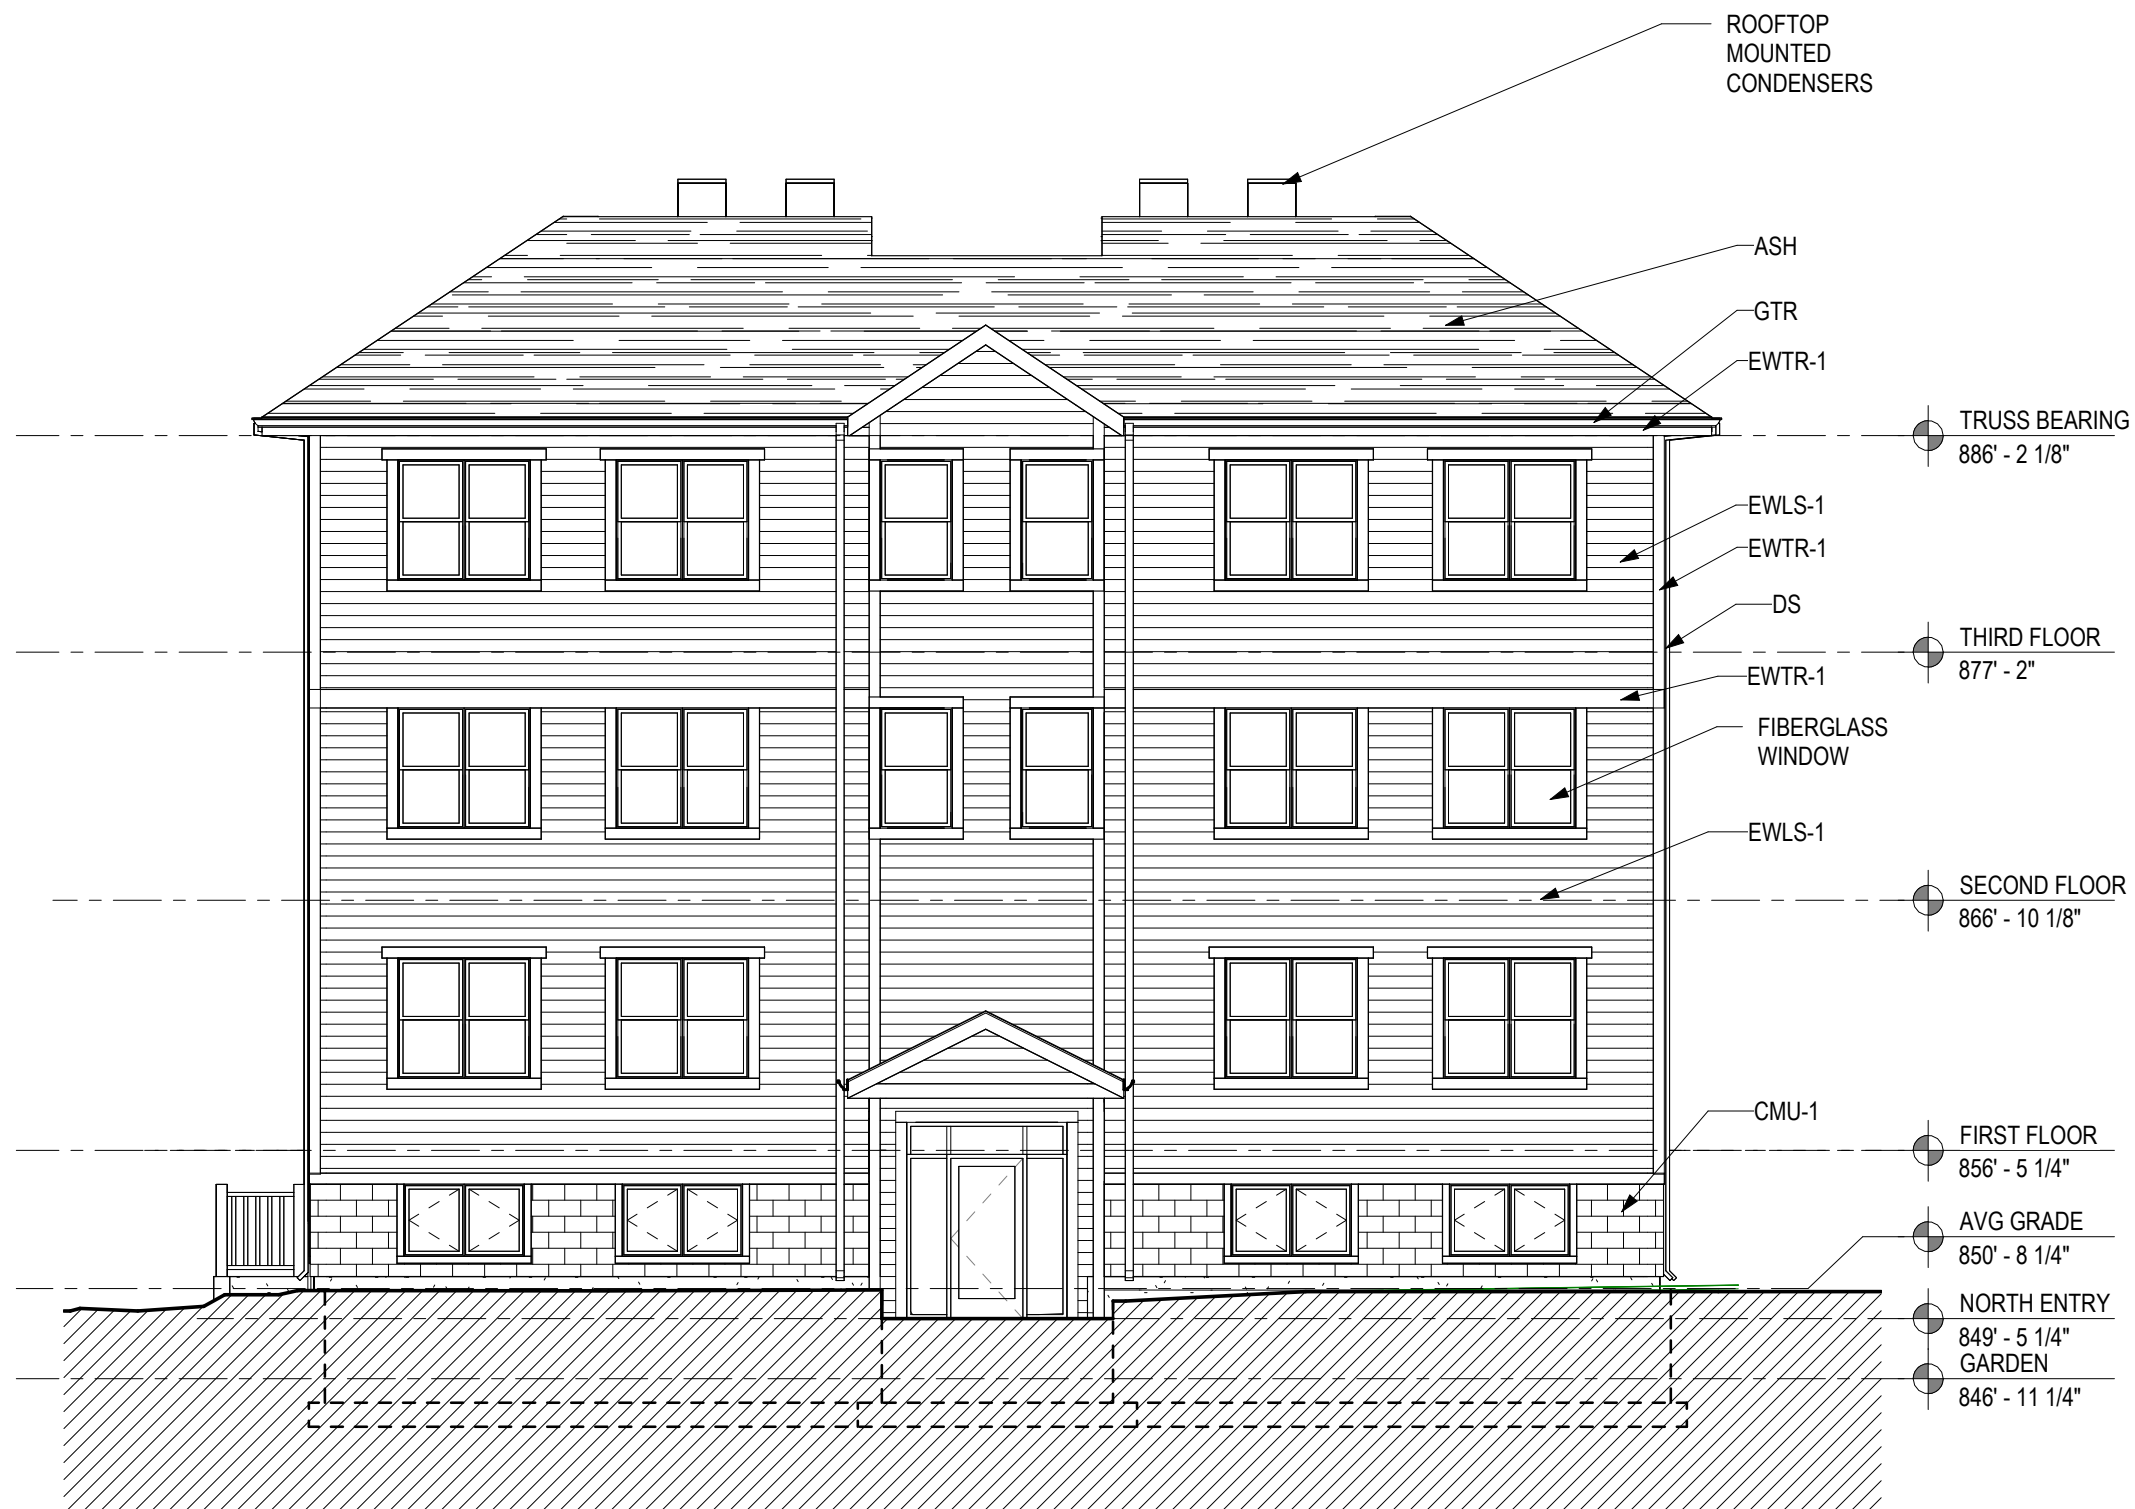 ROOFTOP
MOUNTED
CONDENSERS
ASH
GTR
EWTR-1
TRUSS BEARING
886' - 2 1/8"
EWLS-1
EWTR-1
DS
THIRD FLOOR
877' - 2"
EWTR-1
FIBERGLASS
WINDOW
EWLS-1
SECOND FLOOR
866' - 10 1/8"
CMU-1
FIRST FLOOR
856' - 5 1/4"
AVG GRADE
850' - 8 1/4"
NORTH ENTRY
849' - 5 1/4"
GARDEN
846' - 11 1/4"